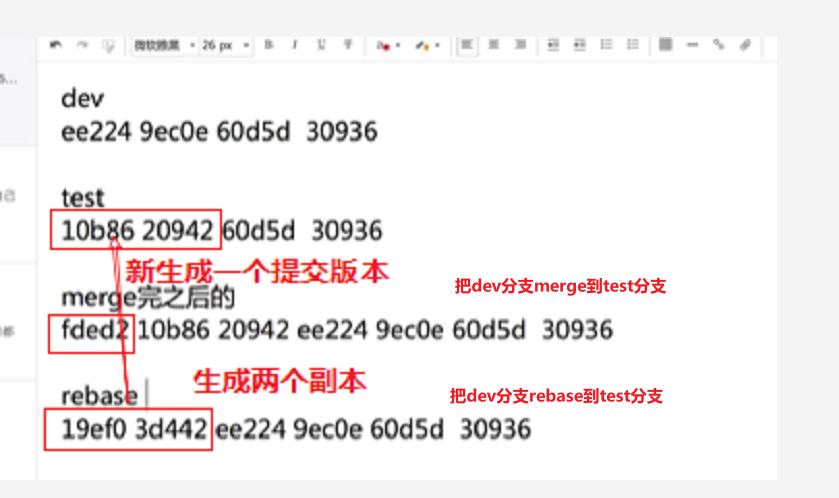 微软雅黑 26 px B I U
s...
dev
ee224 9ec0e 60d5d 30936
test
10b86 20942 60d5d 30936
新生成一个提交版本
merge完之后的
把dev分支merge到test分支
fded2 10b86 20942 ee224 9ec0e 60d5d 30936
生成两个副本
rebase
把dev分支rebase到test分支
19ef0 3d442 ee224 9ec0e 60d5d 30936